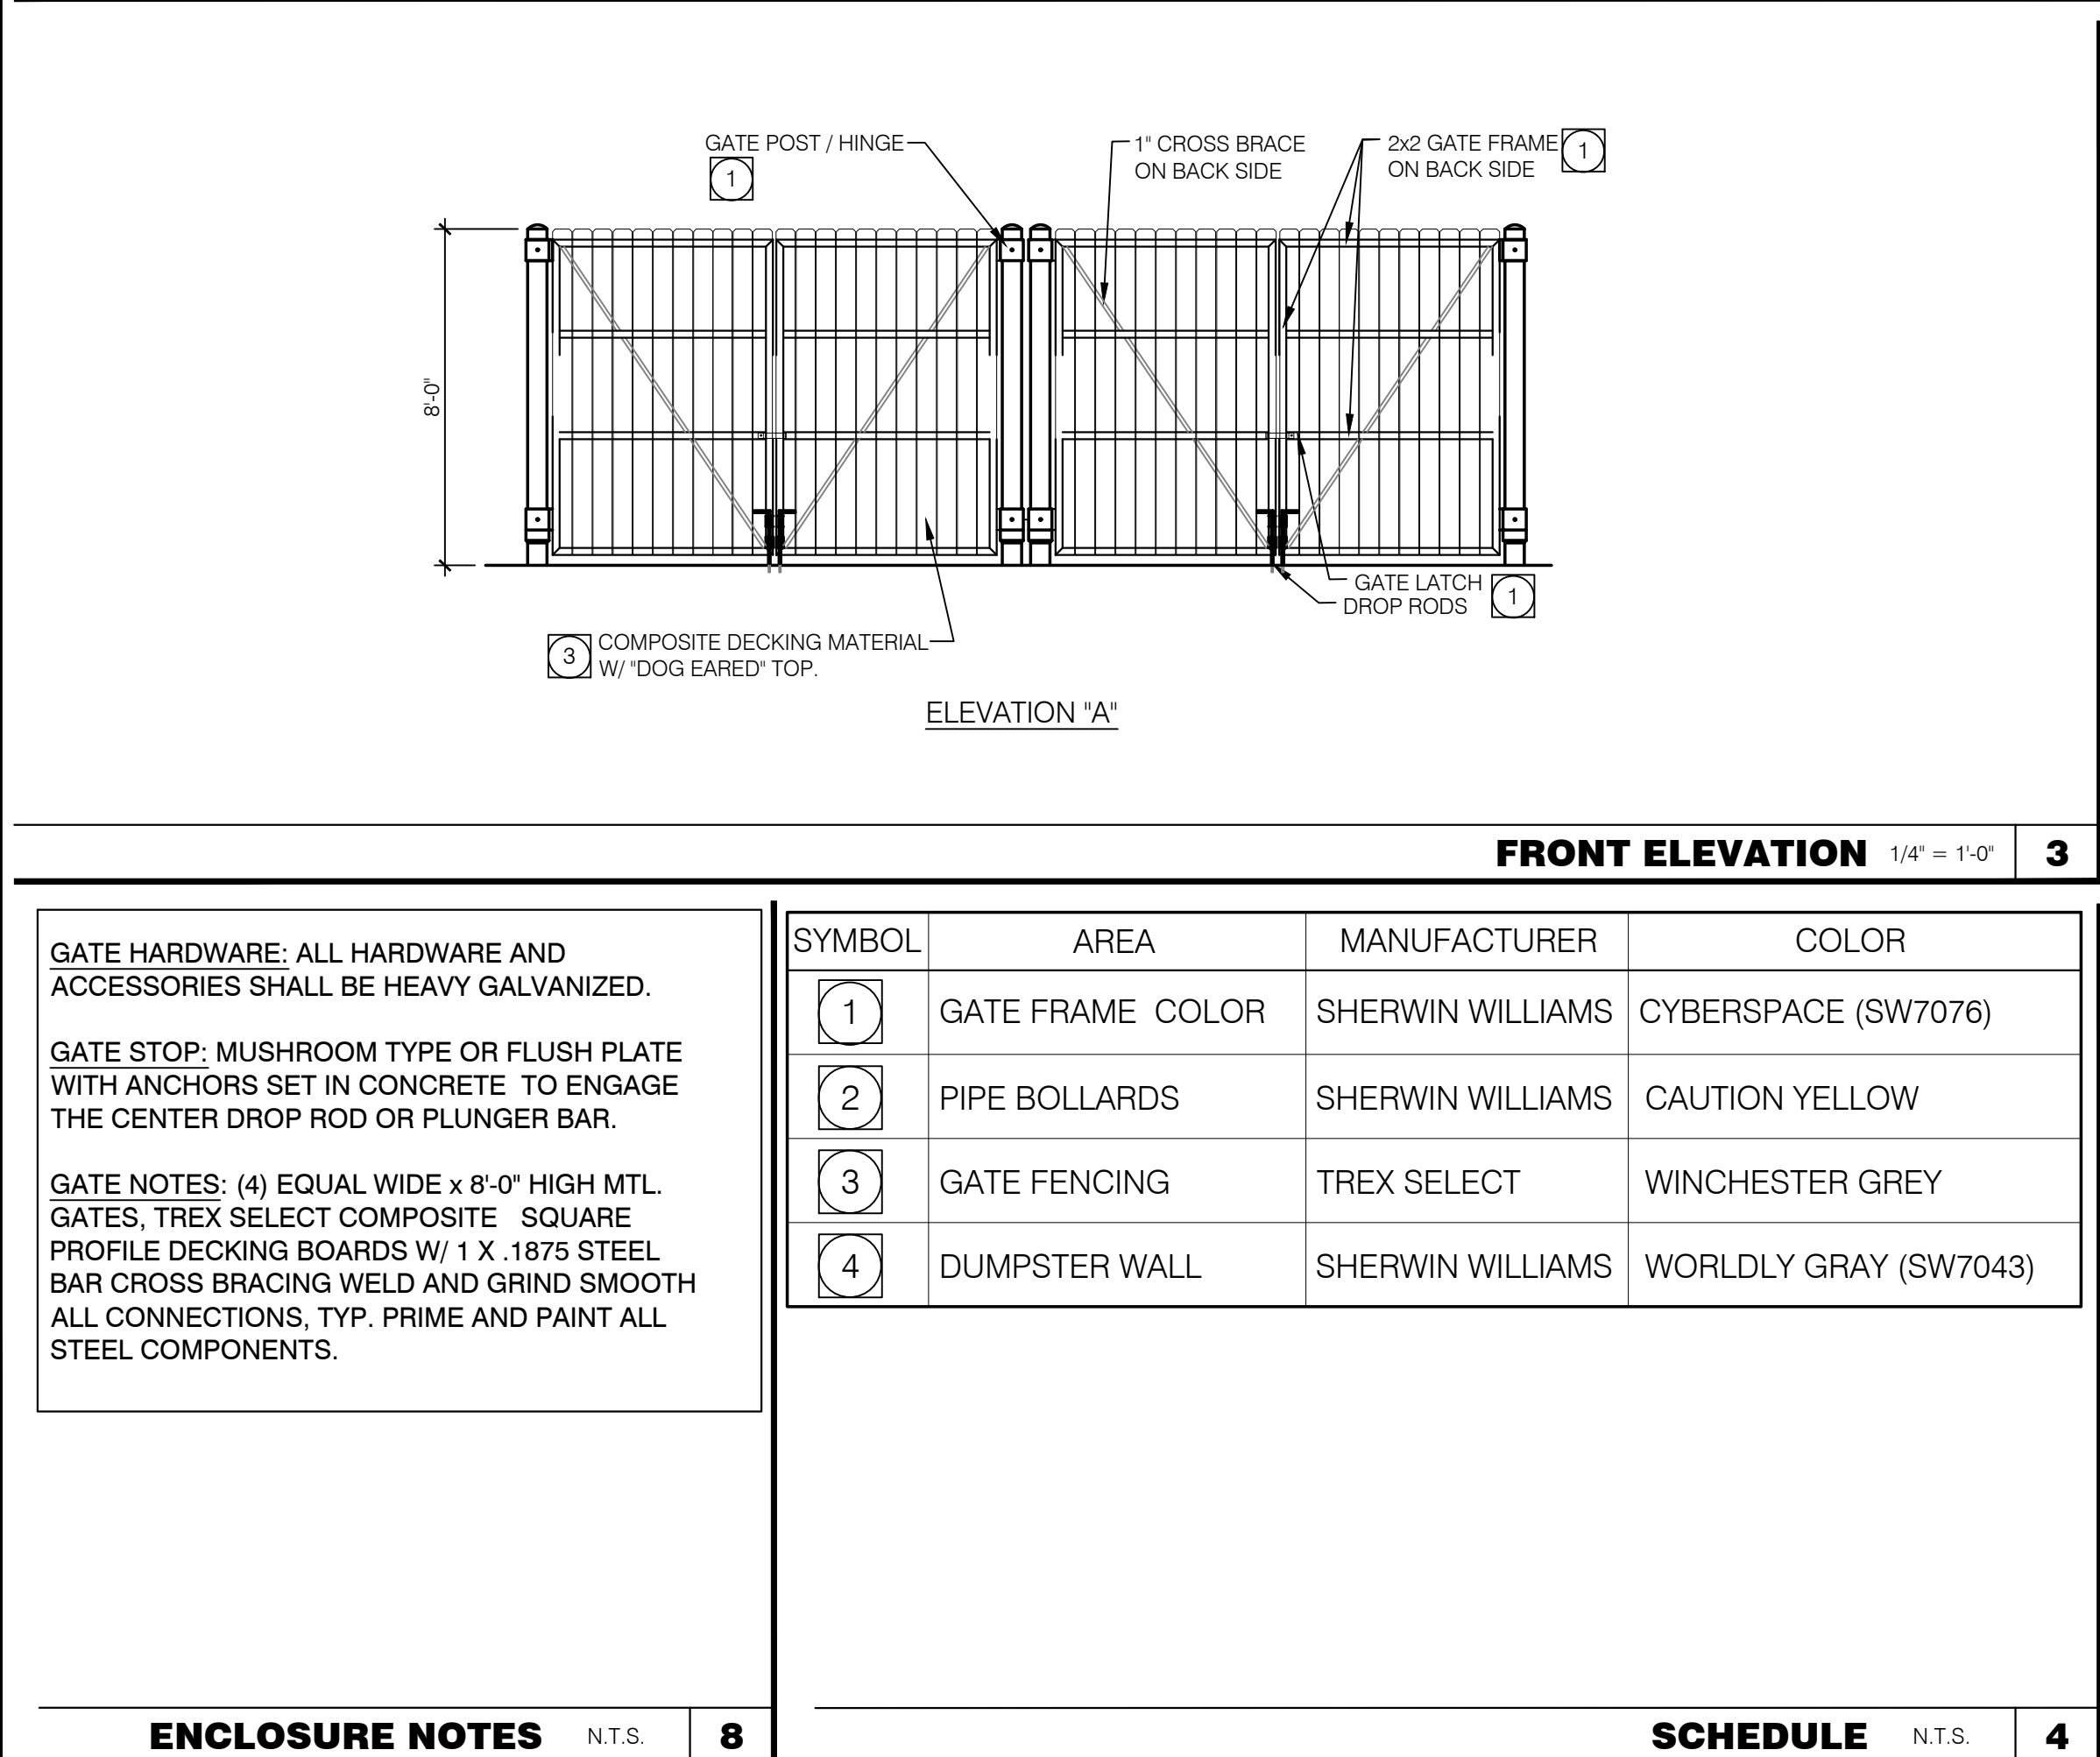 GATE POST / HINGE
1
1" CROSS BRACE
ON BACK SIDE
2x2 GATE FRAME
ON BACK SIDE
1
8'-0"
GATE LATCH
DROP RODS
1
3
COMPOSITE DECKING MATERIAL
W/ "DOG EARED" TOP.
ELEVATION "A"
FRONT ELEVATION 1/4" = 1'-0" 3
GATE HARDWARE: ALL HARDWARE AND
ACCESSORIES SHALL BE HEAVY GALVANIZED.
GATE STOP: MUSHROOM TYPE OR FLUSH PLATE
WITH ANCHORS SET IN CONCRETE TO ENGAGE
THE CENTER DROP ROD OR PLUNGER BAR.
GATE NOTES: (4) EQUAL WIDE x 8'-0" HIGH MTL.
GATES, TREX SELECT COMPOSITE SQUARE
PROFILE DECKING BOARDS W/ 1 X .1875 STEEL
BAR CROSS BRACING WELD AND GRIND SMOOTH
ALL CONNECTIONS, TYP. PRIME AND PAINT ALL
STEEL COMPONENTS.
ENCLOSURE NOTES N.T.S. 8
SYMBOL AREA MANUFACTURER COLOR
1 GATE FRAME COLOR SHERWIN WILLIAMS CYBERSPACE (SW7076)
2 PIPE BOLLARDS SHERWIN WILLIAMS CAUTION YELLOW
3 GATE FENCING TREX SELECT WINCHESTER GREY
4 DUMPSTER WALL SHERWIN WILLIAMS WORLDLY GRAY (SW7043)
SCHEDULE N.T.S. 4